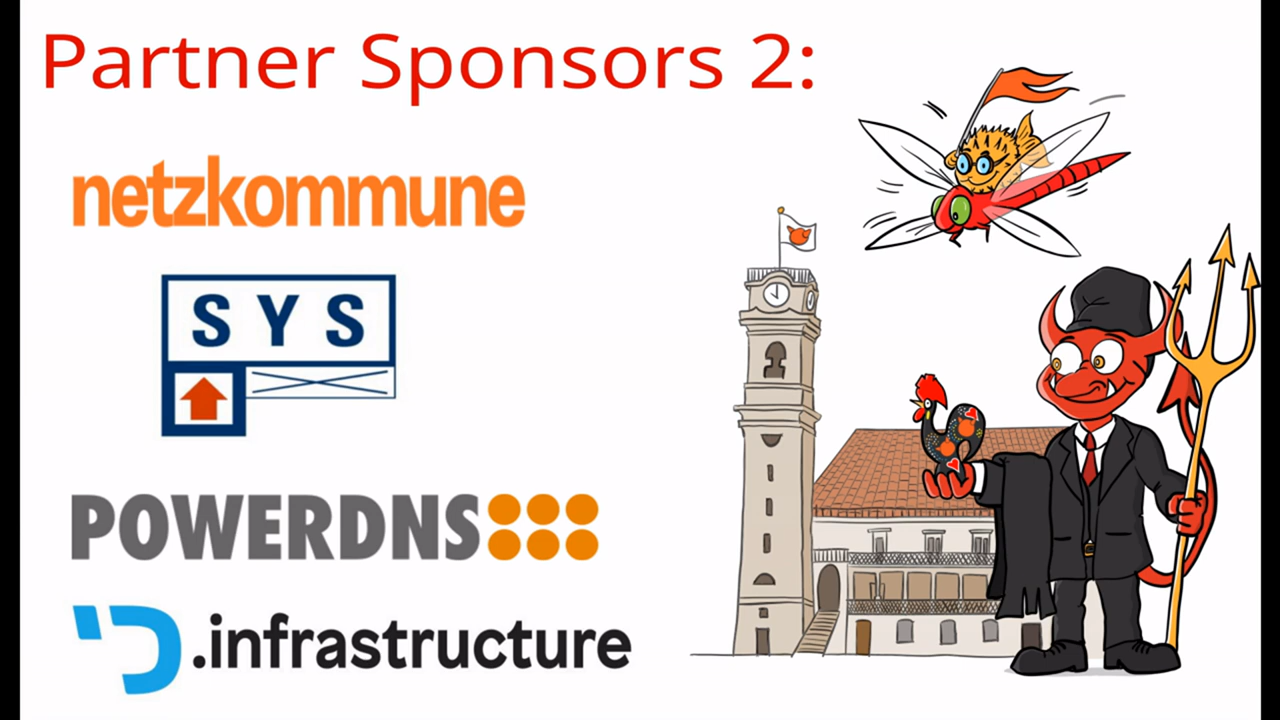 Partner Sponsors 2:
netzkommune
SYS
POWERDNS
.infrastructure